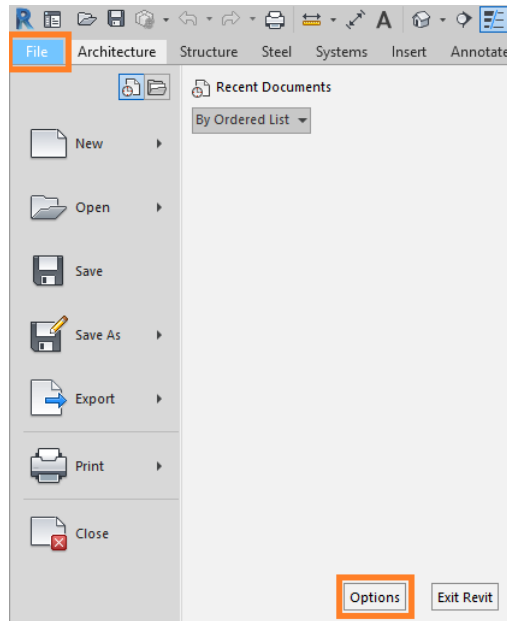 R A
File Architecture Structure Steel Systems Insert Annotate
Recent Documents
By Ordered List
New
Open
Save
Save As
Export
Print
Close
Options Exit Revit